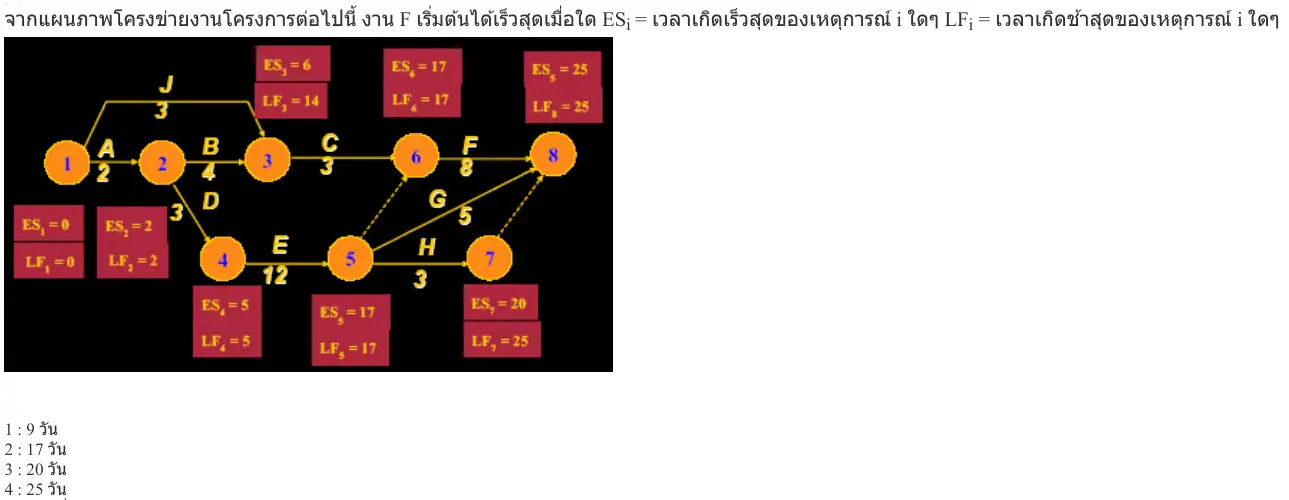 จากแผนภาพโครงข่ายงานโครงการต่อไปนี้ งาน F เริ่มต้นได้เร็วสุดเมื่อใด ESi = เวลาเกิดเร็วสุดของเหตุการณ์ i ใดๆ LFi = เวลาเกิดช้าสุดของเหตุการณ์ i ใดๆ
ES3 = 6
LF3 = 14
ES6 = 17
LF6 = 17
ES5 = 25
LF8 = 25
J
3
1
A
2
2
B
4
3
C
3
6
F
8
8
D
3
G
5
ES1 = 0
LF1 = 0
ES2 = 2
LF2 = 2
4
E
12
5
H
3
7
ES4 = 5
LF4 = 5
ES5 = 17
LF5 = 17
ES7 = 20
LF7 = 25
1 : 9 วัน
2 : 17 วัน
3 : 20 วัน
4 : 25 วัน